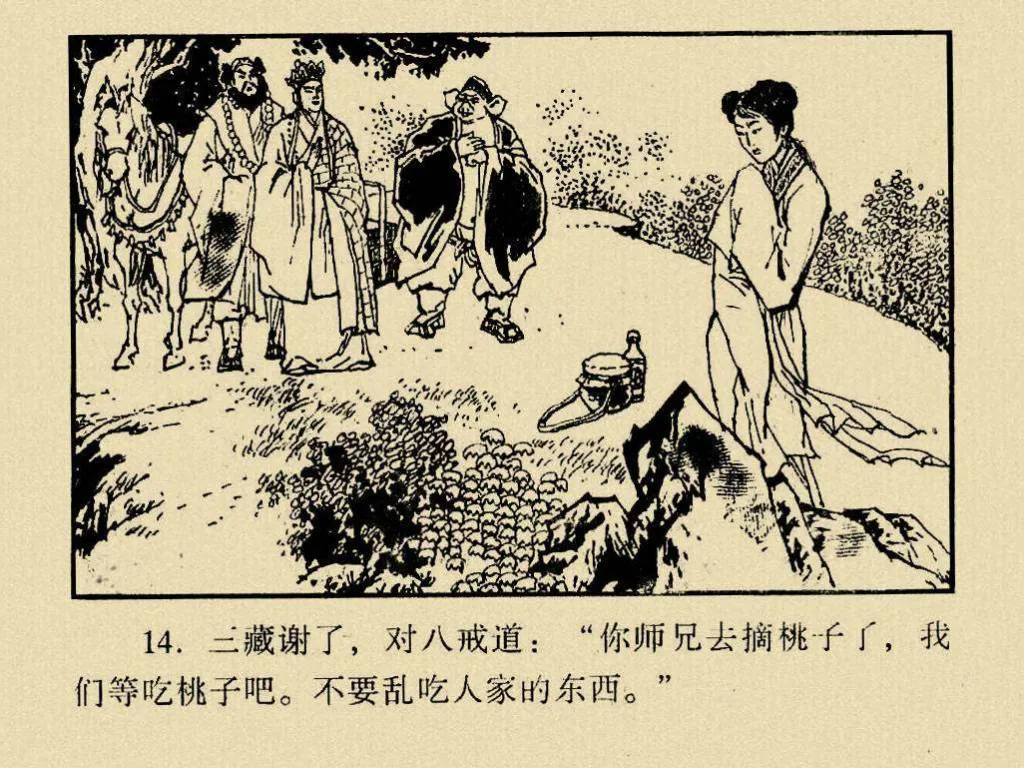 14. 三藏谢了，对八戒道：“你师兄去摘桃子了，我
们等吃桃子吧。不要乱吃人家的东西。”